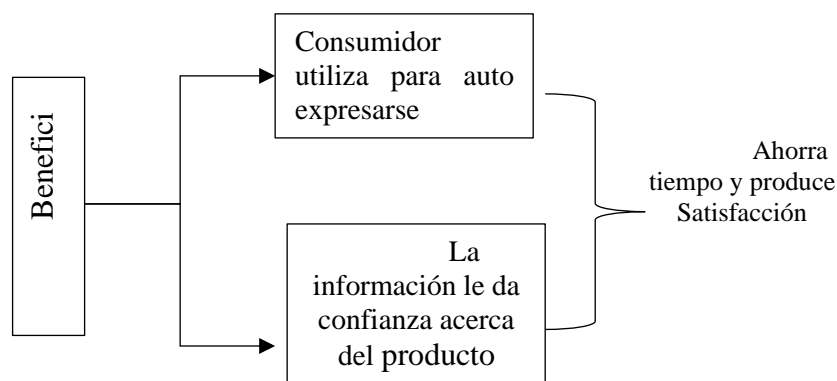 Benefici
Consumidor
utiliza para auto
expresarse
La
información le da
confianza acerca
del producto
Ahorra
tiempo y produce
Satisfacción